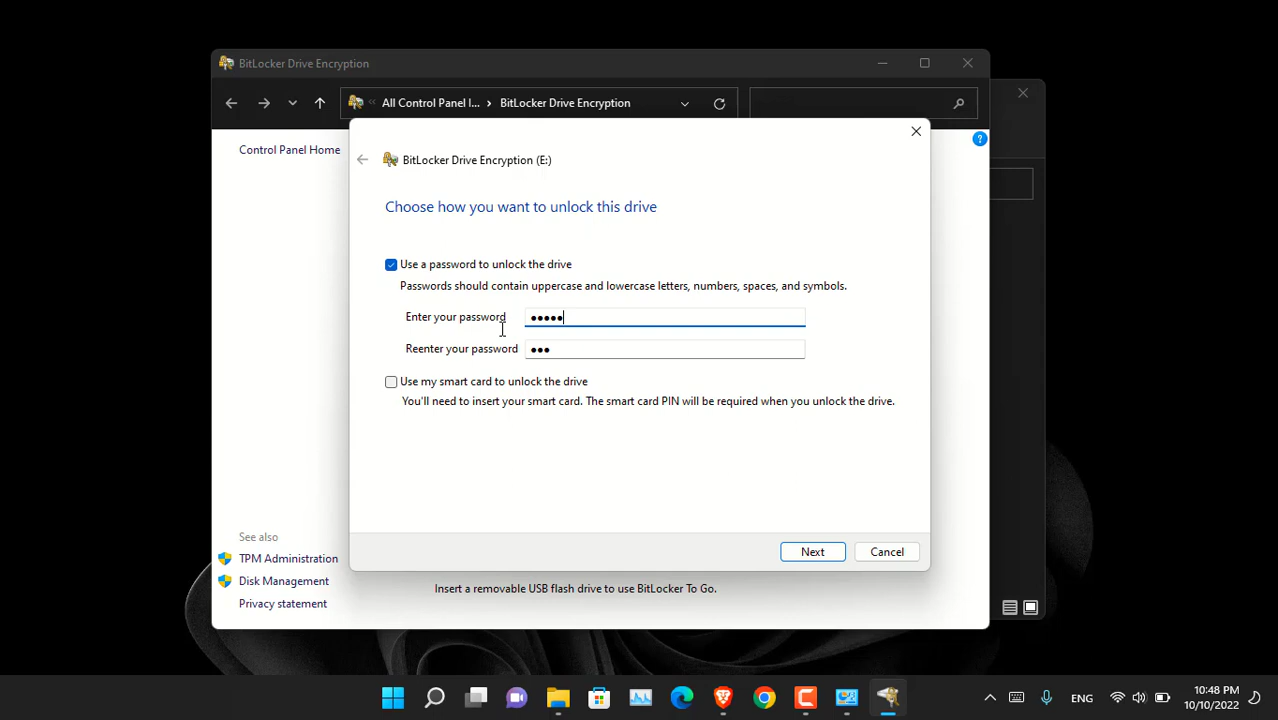 BitLocker Drive Encryption
« All Control Panel I... › BitLocker Drive Encryption
Control Panel Home
BitLocker Drive Encryption (E:)
Choose how you want to unlock this drive
Use a password to unlock the drive
Passwords should contain uppercase and lowercase letters, numbers, spaces, and symbols.
Enter your password •••••
Reenter your password •••
Use my smart card to unlock the drive
You'll need to insert your smart card. The smart card PIN will be required when you unlock the drive.
Next Cancel
See also
TPM Administration
Disk Management
Privacy statement
Insert a removable USB flash drive to use BitLocker To Go.
ENG
10:48 PM
10/10/2022